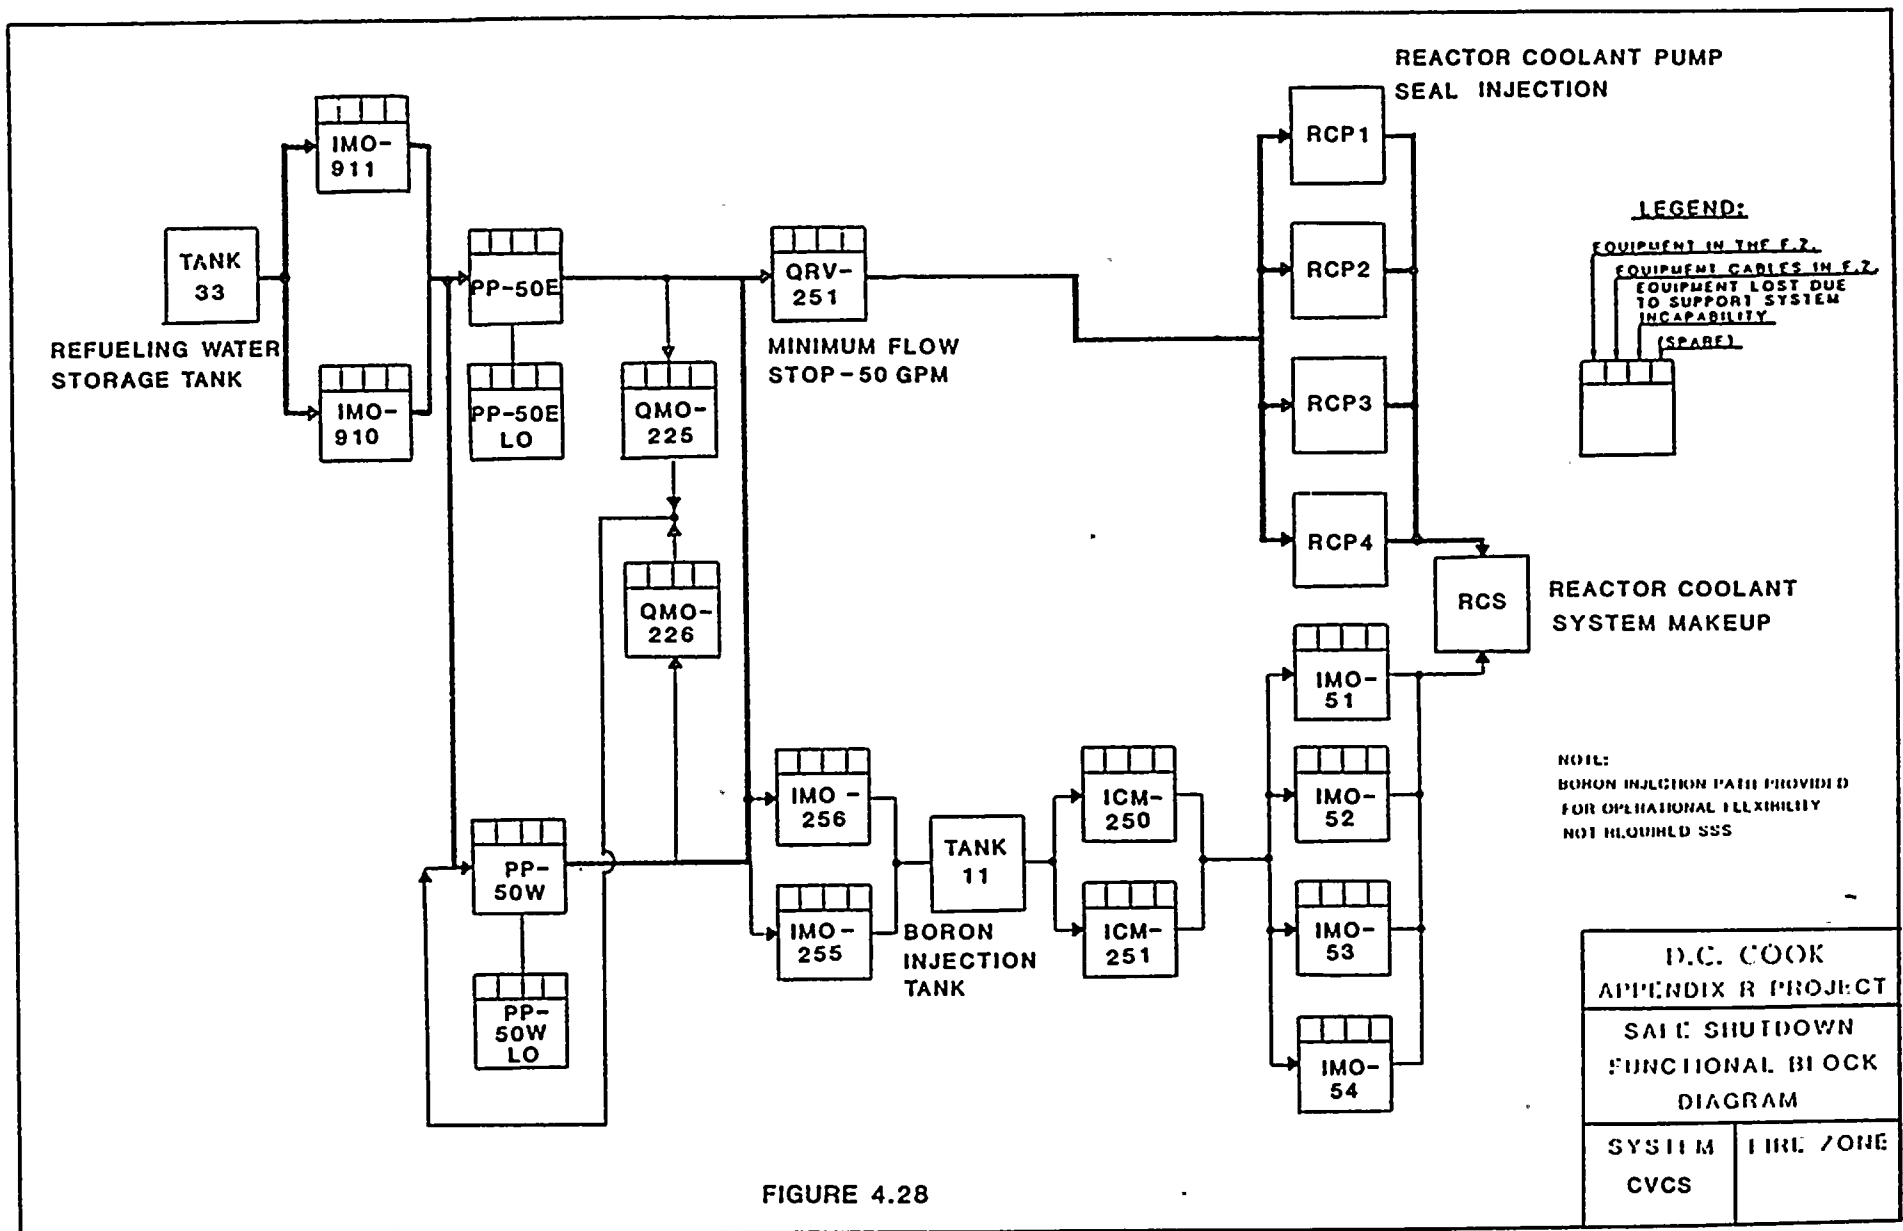 REACTOR COOLANT PUMP
SEAL INJECTION
IMO-
911
RCP1
LEGEND:
EQUIPMENT IN THE F.Z.
EQUIPMENT CABLES IN F.Z.
EQUIPMENT LOST DUE
TO SUPPORT SYSTEM
INCAPABILITY
(SPARE)
TANK
33
REFUELING WATER
STORAGE TANK
PP-50E
QRV-
251
MINIMUM FLOW
STOP-50 GPM
RCP2
IMO-
910
PP-50E
LO
QMO-
225
RCP3
RCP4
QMO-
226
RCS
REACTOR COOLANT
SYSTEM MAKEUP
IMO-
51
NOTE:
BORON INJECTION PATH PROVIDED
FOR OPERATIONAL FLEXIBILITY
NOT REQUIRED SSS
IMO-
256
ICM-
250
IMO-
52
PP-
50W
TANK
11
IMO-
255
BORON
INJECTION
TANK
ICM-
251
IMO-
53
PP-
50W
LO
IMO-
54
D.C. COOK
APPENDIX R PROJECT
SAFE SHUTDOWN
FUNCTIONAL BLOCK
DIAGRAM
SYSTEM
CVCS
FIRE ZONE
FIGURE 4.28